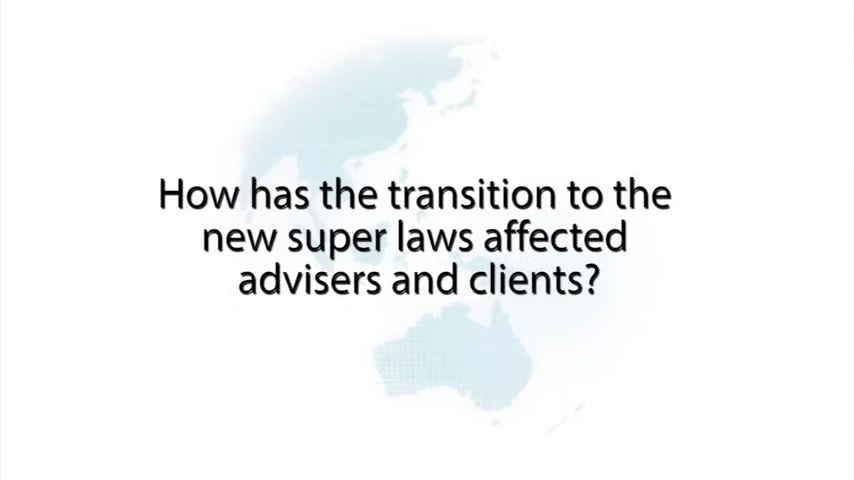 How has the transition to the
new super laws affected
advisers and clients?